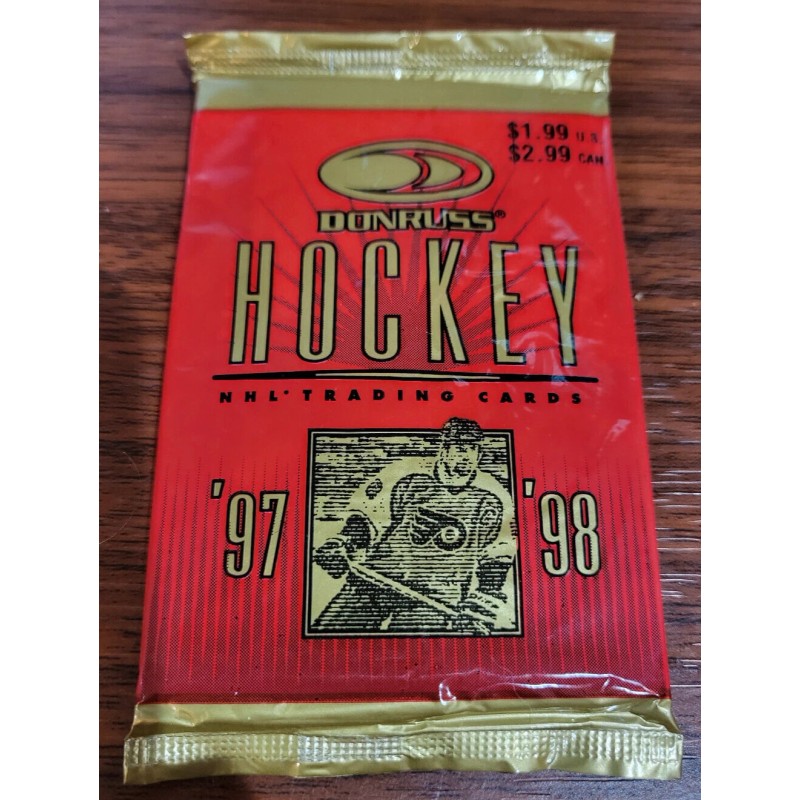 $1.99 U.S.
$2.99 CAN
DONRUSS®
HOCKEY
NHL* TRADING CARDS
'97 '98